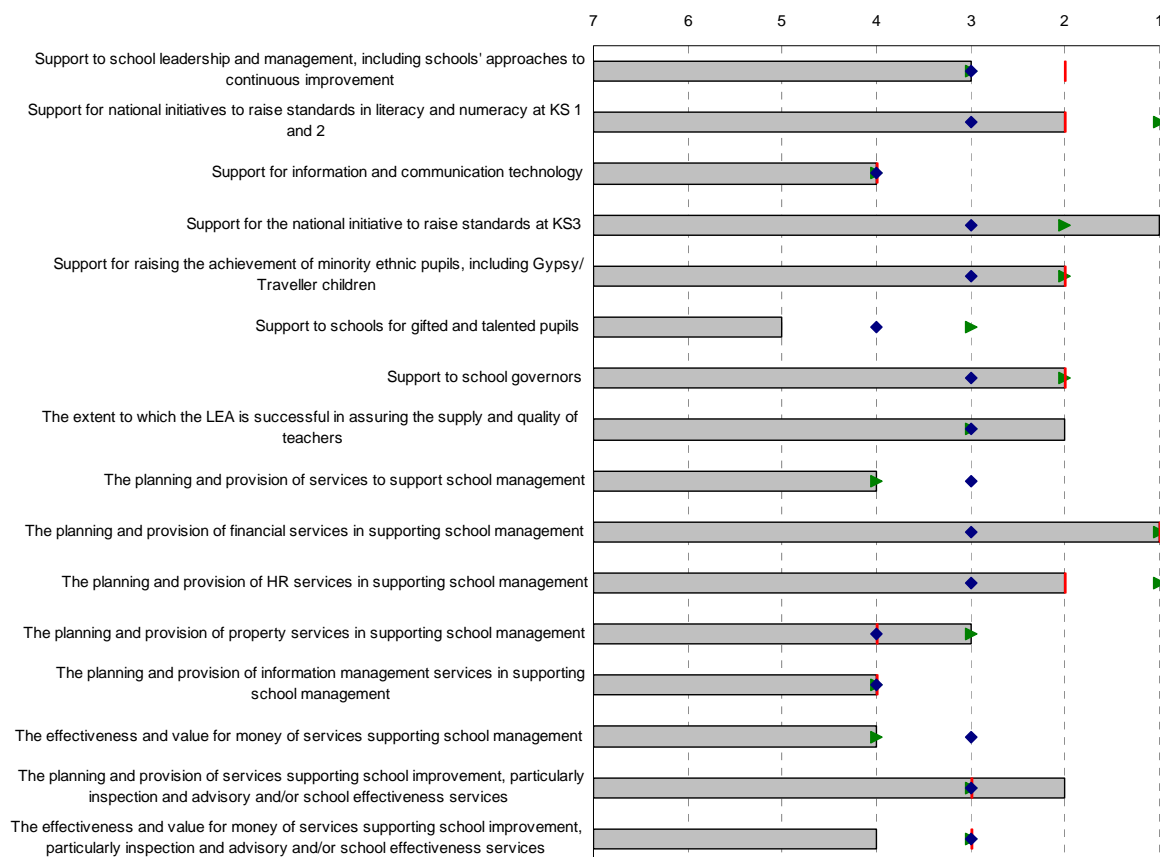 7 6 5 4 3 2 1
Support to school leadership and management, including schools' approaches to
continuous improvement
Support for national initiatives to raise standards in literacy and numeracy at KS 1
and 2
Support for information and communication technology
Support for the national initiative to raise standards at KS3
Support for raising the achievement of minority ethnic pupils, including Gypsy/
Traveller children
Support to schools for gifted and talented pupils
Support to school governors
The extent to which the LEA is successful in assuring the supply and quality of
teachers
The planning and provision of services to support school management
The planning and provision of financial services in supporting school management
The planning and provision of HR services in supporting school management
The planning and provision of property services in supporting school management
The planning and provision of information management services in supporting
school management
The effectiveness and value for money of services supporting school management
The planning and provision of services supporting school improvement, particularly
inspection and advisory and/or school effectiveness services
The effectiveness and value for money of services supporting school improvement,
particularly inspection and advisory and/or school effectiveness services